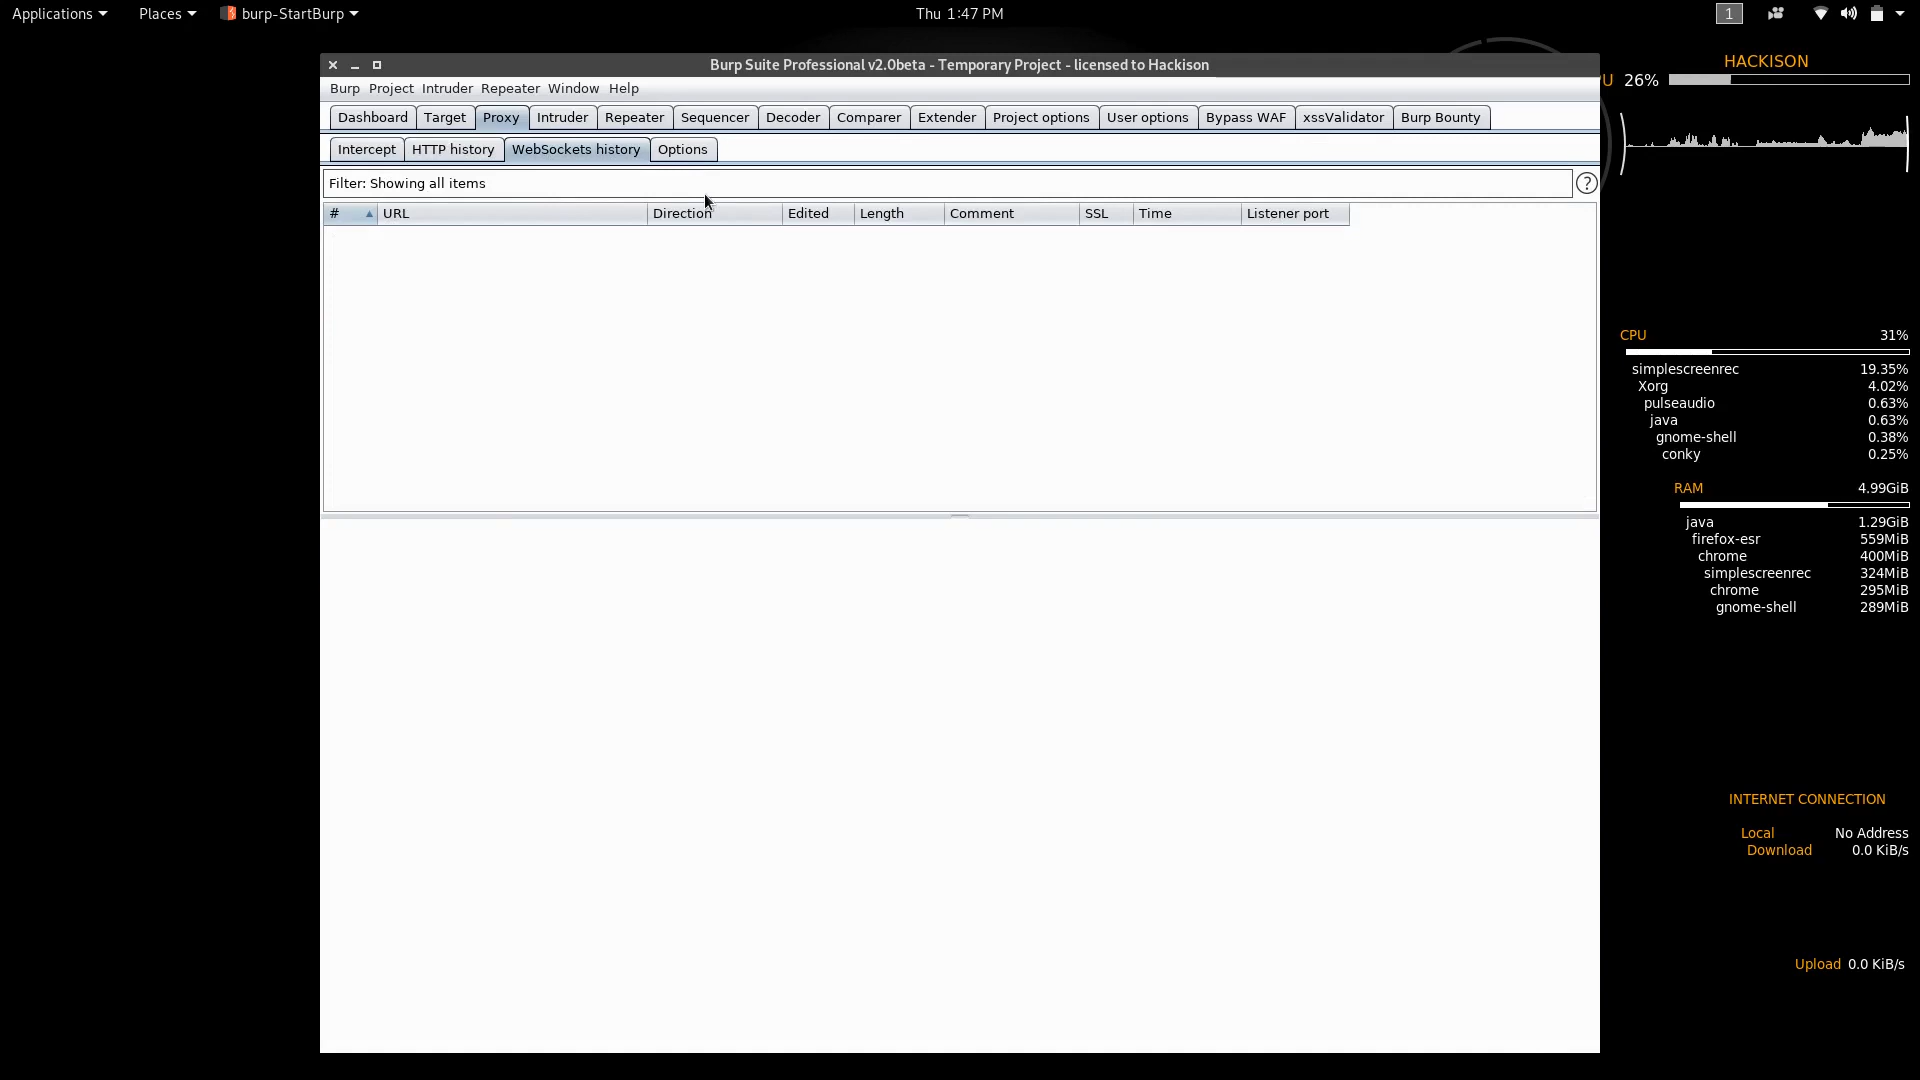 Applications Places burp-StartBurp Thu 1:47 PM 1
Burp Suite Professional v2.0beta - Temporary Project - licensed to Hackison
Burp Project Intruder Repeater Window Help
Dashboard Target Proxy Intruder Repeater Sequencer Decoder Comparer Extender Project options User options Bypass WAF xssValidator Burp Bounty
Intercept HTTP history WebSockets history Options
Filter: Showing all items ?
# URL Direction Edited Length Comment SSL Time Listener port
HACKISON
U 26%
CPU 31%
simplescreenrec 19.35%
Xorg 4.02%
pulseaudio 0.63%
java 0.63%
gnome-shell 0.38%
conky 0.25%
RAM 4.99GiB
java 1.29GiB
firefox-esr 559MiB
chrome 400MiB
simplescreenrec 324MiB
chrome 295MiB
gnome-shell 289MiB
INTERNET CONNECTION
Local No Address
Download 0.0 KiB/s
Upload 0.0 KiB/s